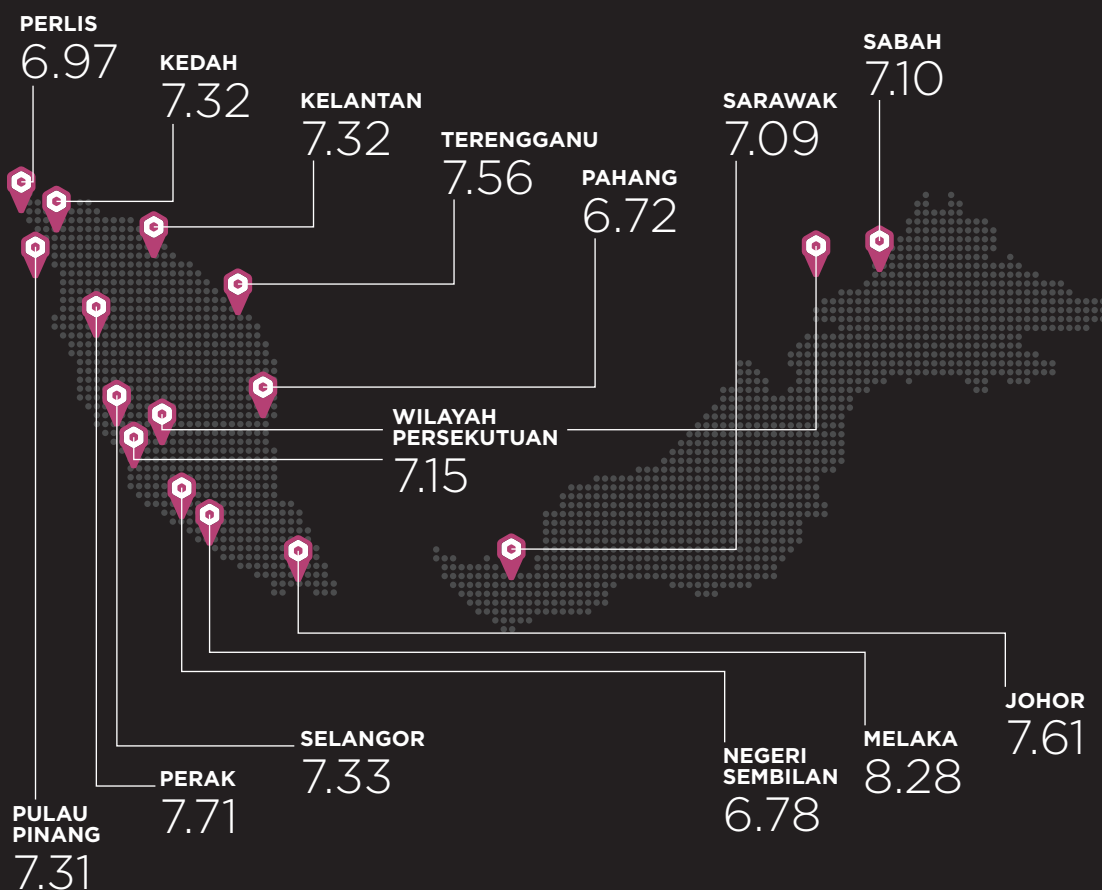 PERLIS
6.97
KEDAH
7.32
KELANTAN
7.32
TERENGGANU
7.56
PAHANG
6.72
SARAWAK
7.09
SABAH
7.10
WILAYAH
PERSEKUTUAN
7.15
JOHOR
7.61
MELAKA
8.28
NEGERI
SEMBILAN
6.78
SELANGOR
7.33
PERAK
7.71
PULAU
PINANG
7.31